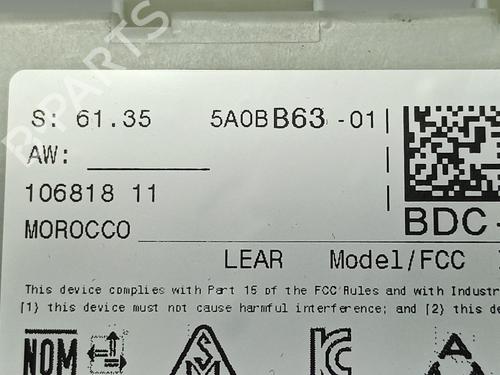 B-PARTS
S: 61.35 5A0B B63 -01
AW:
106818 11
BDC-
MOROCCO
LEAR Model/FCC
This device complies with Part 15 of the FCC Rules and with Industr
(1) this device must not cause harmful interference; and (2) this de
NOM